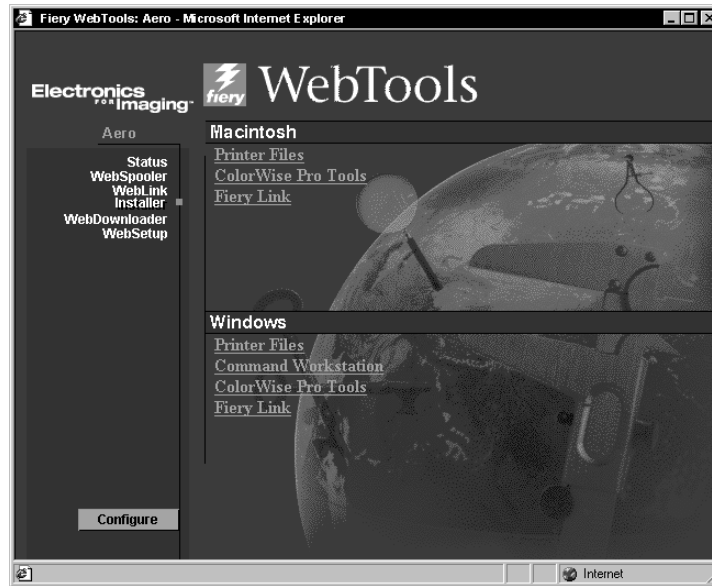 Fiery WebTools: Aero - Microsoft Internet Explorer
Electronics
FOR Imaging
fiery
WebTools
Aero
Status
WebSpooler
WebLink
Installer
WebDownloader
WebSetup
Configure
Macintosh
Printer Files
ColorWise Pro Tools
Fiery Link
Windows
Printer Files
Command Workstation
ColorWise Pro Tools
Fiery Link
Internet